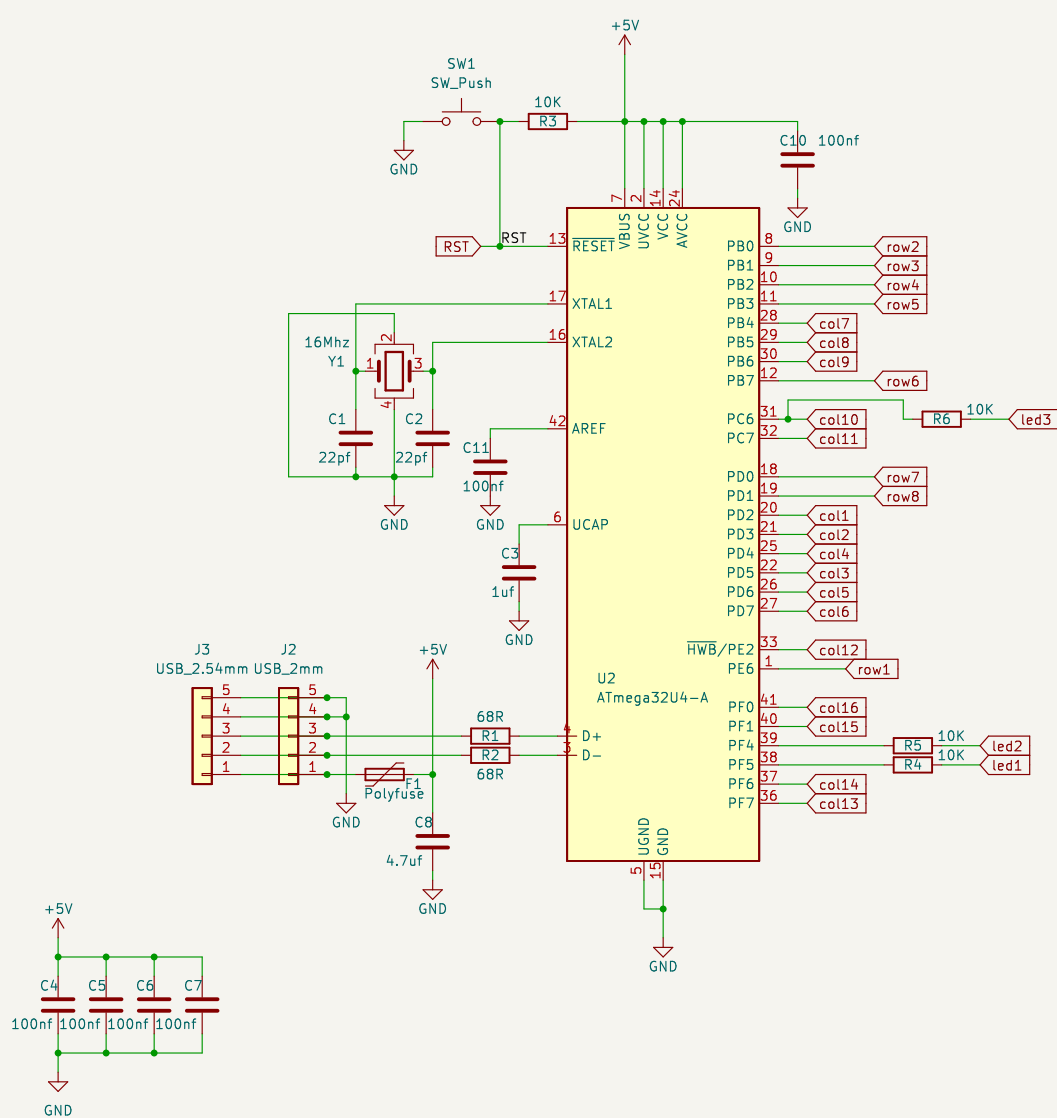 +5V
SW1
SW_Push
10K
R3
C10 100nf
GND
GND
7
2
14
24
VBUS
UVCC
VCC
AVCC
RST
RST
13
RESET
17
XTAL1
16
XTAL2
16Mhz
Y1
2
1
3
4
C1
C2
22pf
22pf
GND
42
AREF
C11
100nf
GND
6
UCAP
C3
1uf
GND
PB0
8
row2
PB1
9
row3
PB2
10
row4
PB3
11
row5
PB4
28
col7
PB5
29
col8
PB6
30
col9
PB7
12
row6
PC6
31
col10
R6
10K
led3
PC7
32
col11
PD0
18
row7
PD1
19
row8
PD2
20
col1
PD3
21
col2
PD4
25
col4
PD5
22
col3
PD6
26
col5
PD7
27
col6
HWB/PE2
33
col12
PE6
1
row1
U2
ATmega32U4-A
PF0
41
col16
PF1
40
col15
PF4
39
R5
10K
led2
PF5
38
R4
10K
led1
PF6
37
col14
PF7
36
col13
J3
USB_2.54mm
J2
USB_2mm
5
4
3
2
1
5
4
3
2
1
+5V
68R
R1
R2
68R
4
D+
3
D-
F1
Polyfuse
GND
C8
4.7uf
GND
UGND
GND
5
15
GND
+5V
C4
C5
C6
C7
100nf
100nf
100nf
100nf
GND